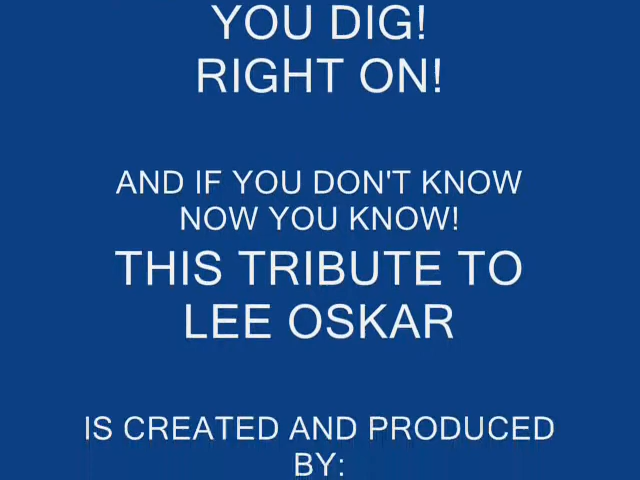 YOU DIG!
RIGHT ON!
AND IF YOU DON'T KNOW
NOW YOU KNOW!
THIS TRIBUTE TO
LEE OSKAR
IS CREATED AND PRODUCED
BY: